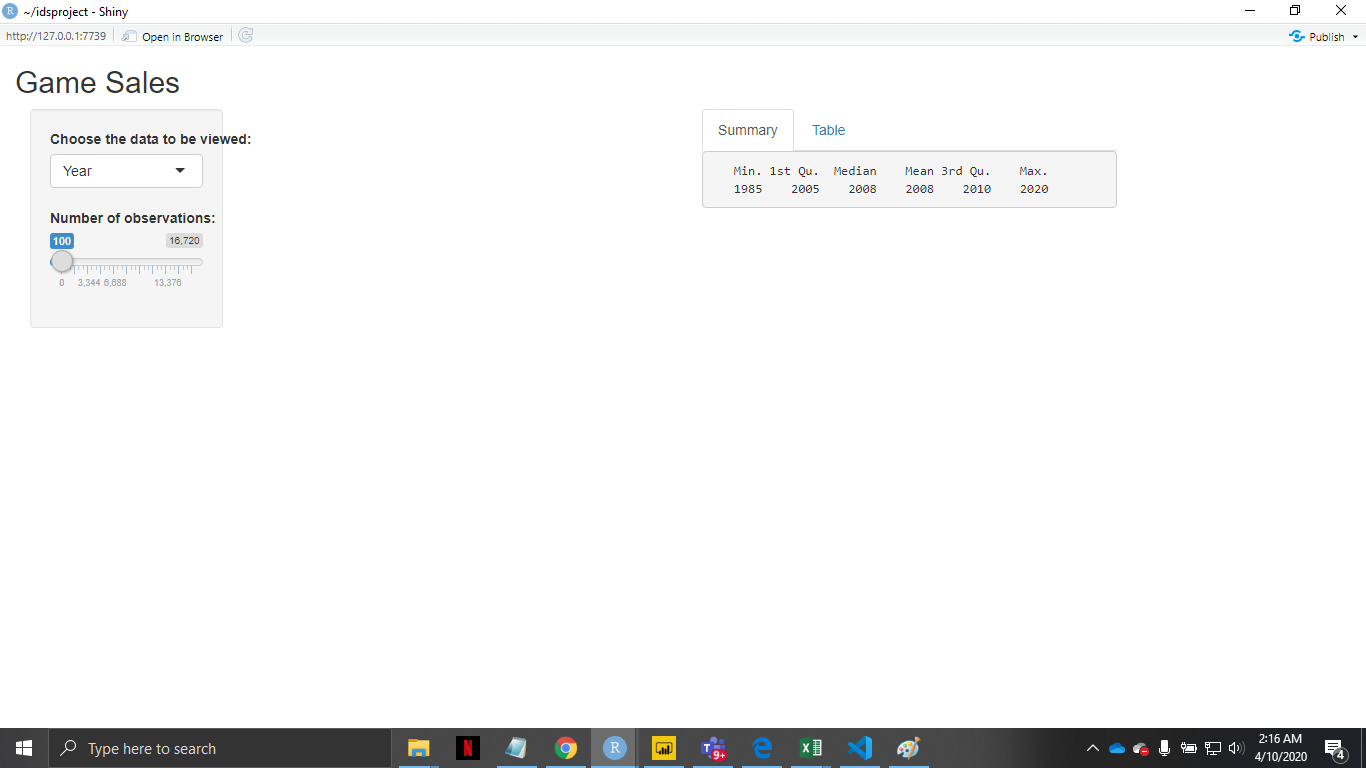 R ~/idsproject - Shiny
http://127.0.0.1:7739 Open in Browser Publish
Game Sales
Choose the data to be viewed:
Year
Number of observations:
100 16,720
0 3,344 6,688 13,376
Summary Table
Min. 1st Qu. Median Mean 3rd Qu. Max.
1985 2005 2008 2008 2010 2020
Type here to search
N
R
9+
2:16 AM
4/10/2020
4